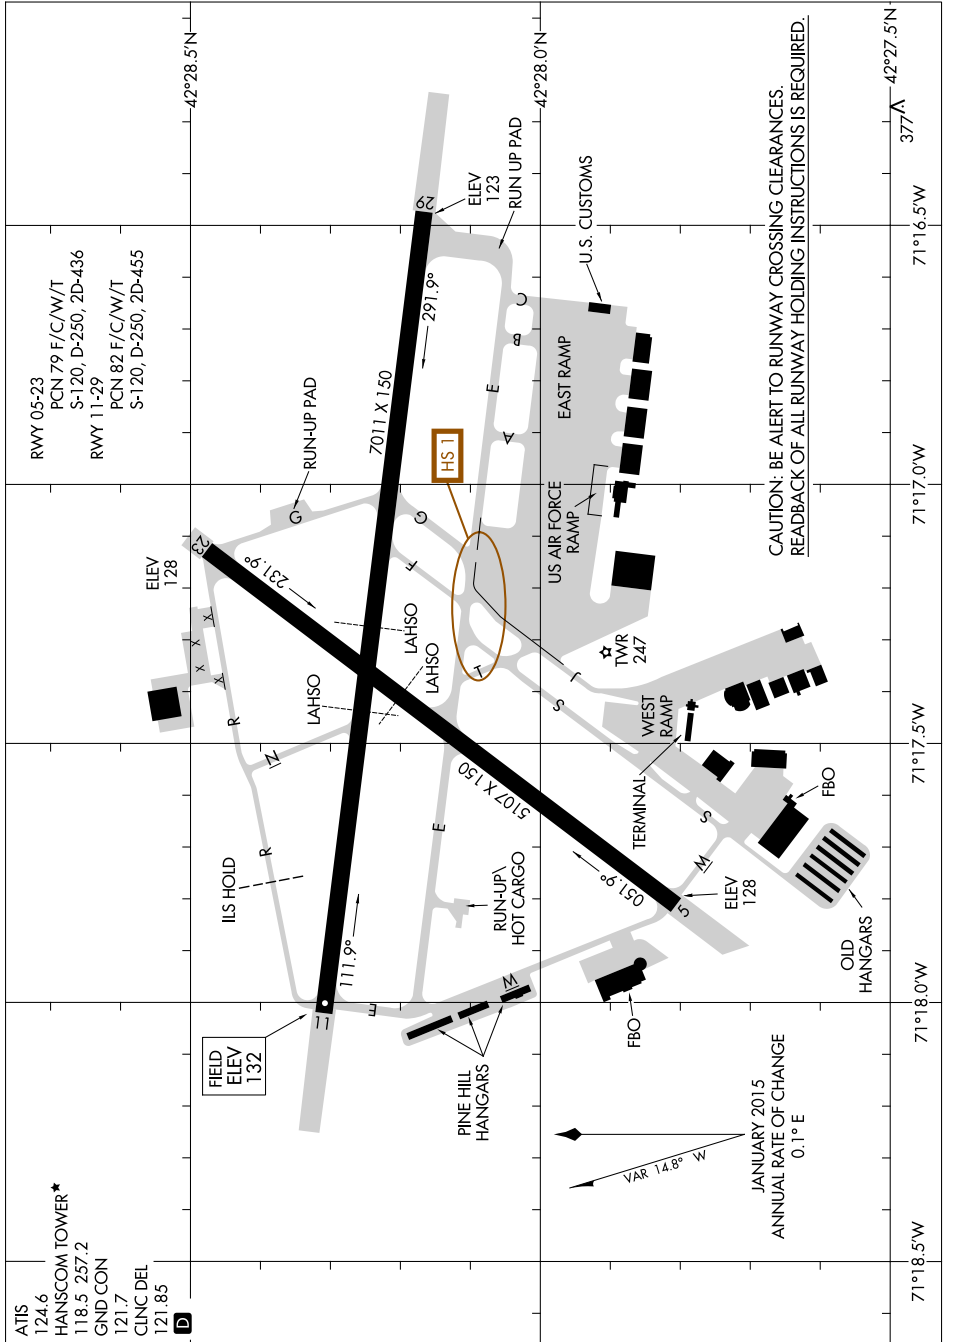 ATIS
124.6
HANSCOM TOWER★
118.5 257.2
GND CON
121.7
CLNC DEL
121.85
D
RWY 05-23
PCN 79 F/C/W/T
S-120, D-250, 2D-436
RWY 11-29
PCN 82 F/C/W/T
S-120, D-250, 2D-455
42°28.5'N
42°28.0'N
42°27.5'N
71°18.5'W
71°18.0'W
71°17.5'W
71°17.0'W
71°16.5'W
377
FIELD
ELEV
132
11
111.9°
ILS HOLD
R
R
N
X
X
X
X
ELEV
128
23
231.9°
RUN-UP PAD
G
G
F
LAHSO
LAHSO
LAHSO
7011 X 150
291.9°
29
ELEV
123
RUN UP PAD
HS 1
E
E
E
A
B
C
EAST RAMP
U.S. CUSTOMS
US AIR FORCE
RAMP
TWR
247
L
J
S
S
WEST
RAMP
TERMINAL
FBO
OLD
HANGARS
5107 X 150
051.9°
5
ELEV
128
M
M
RUN-UP\
HOT CARGO
PINE HILL
HANGARS
FBO
VAR 14.8° W
JANUARY 2015
ANNUAL RATE OF CHANGE
0.1° E
CAUTION: BE ALERT TO RUNWAY CROSSING CLEARANCES.
READBACK OF ALL RUNWAY HOLDING INSTRUCTIONS IS REQUIRED.